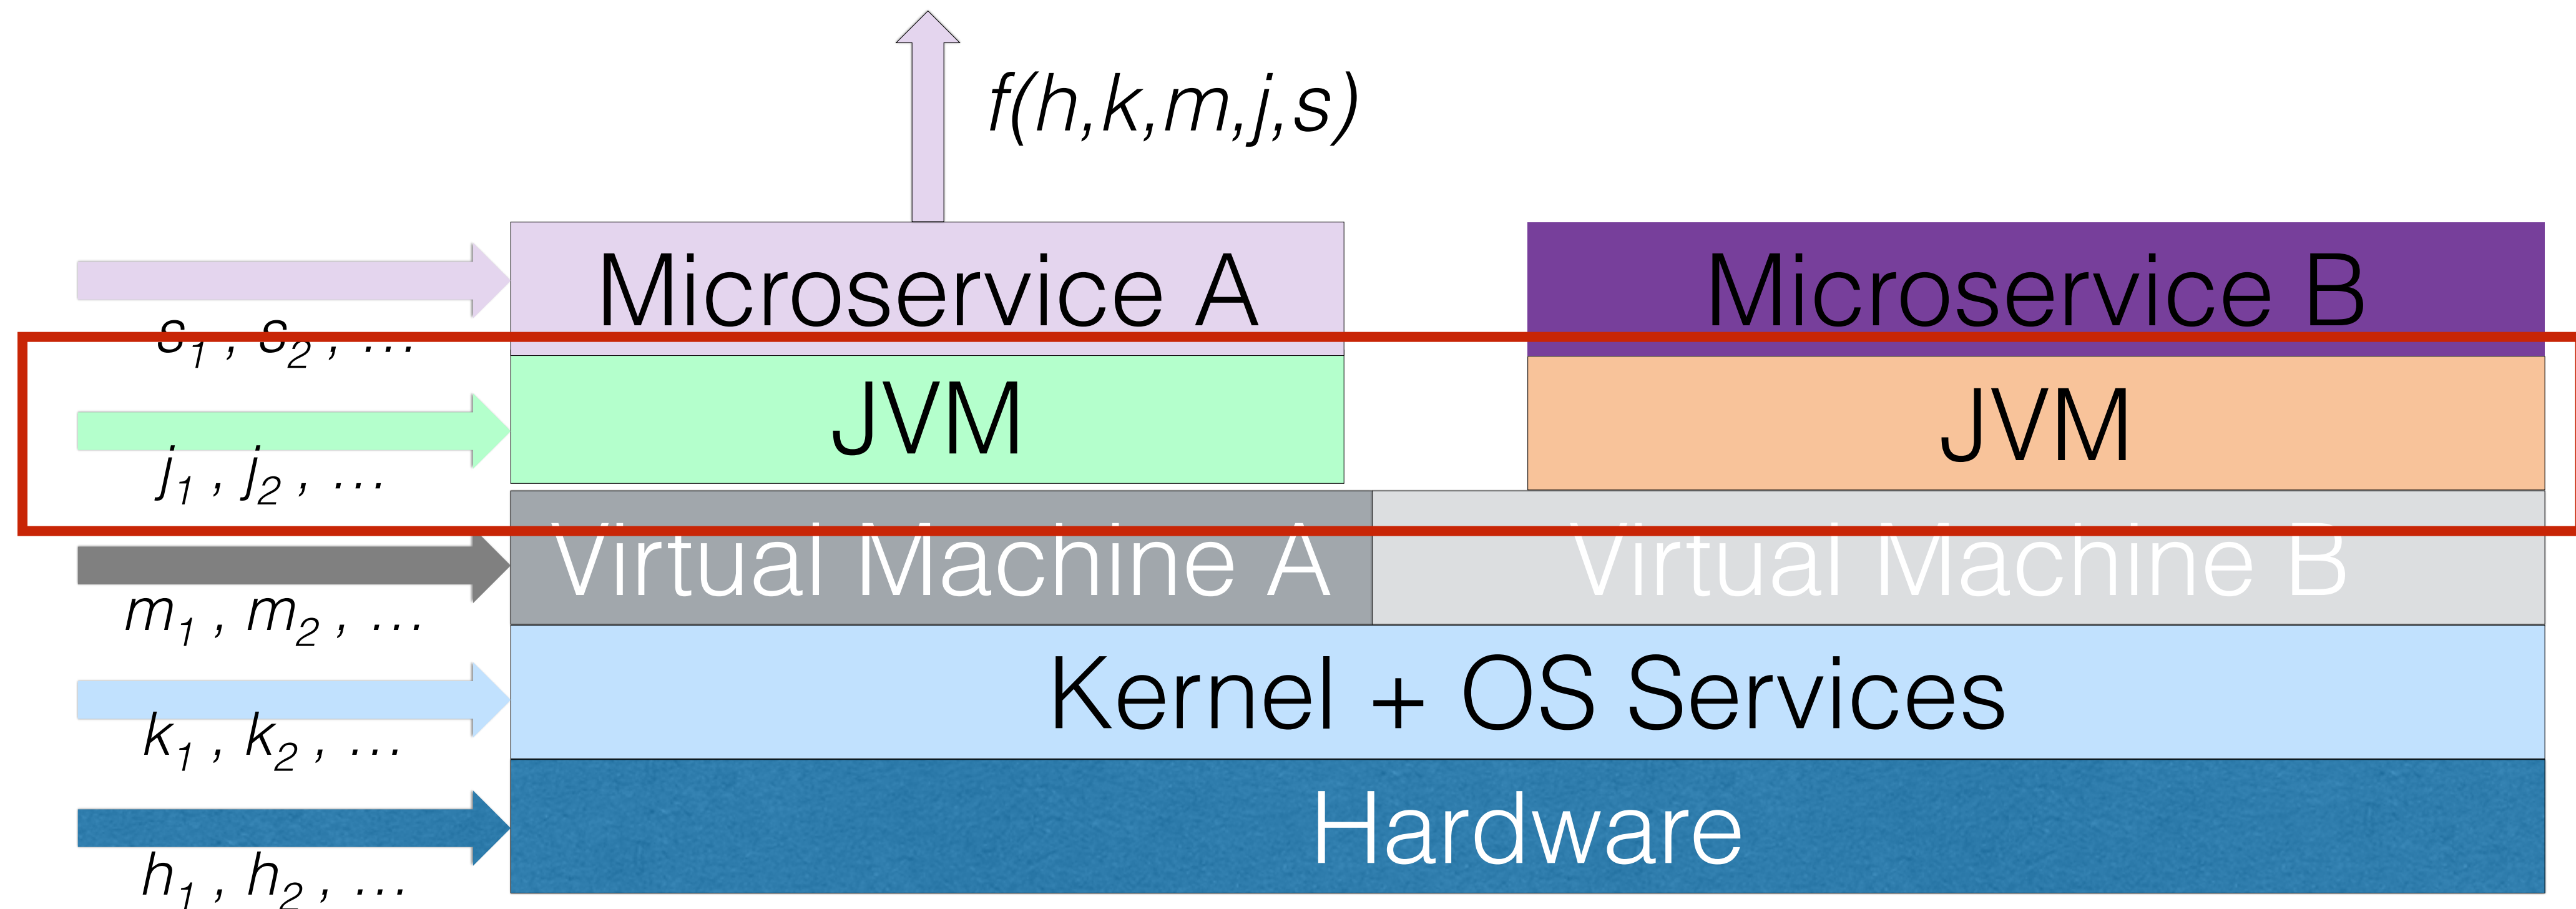 f(h,k,m,j,s)
Microservice A
Microservice B
s1 , s2 , …
JVM
JVM
j1 , j2 , …
Virtual Machine A
Virtual Machine B
m1 , m2 , …
Kernel + OS Services
k1 , k2 , …
Hardware
h1 , h2 , …